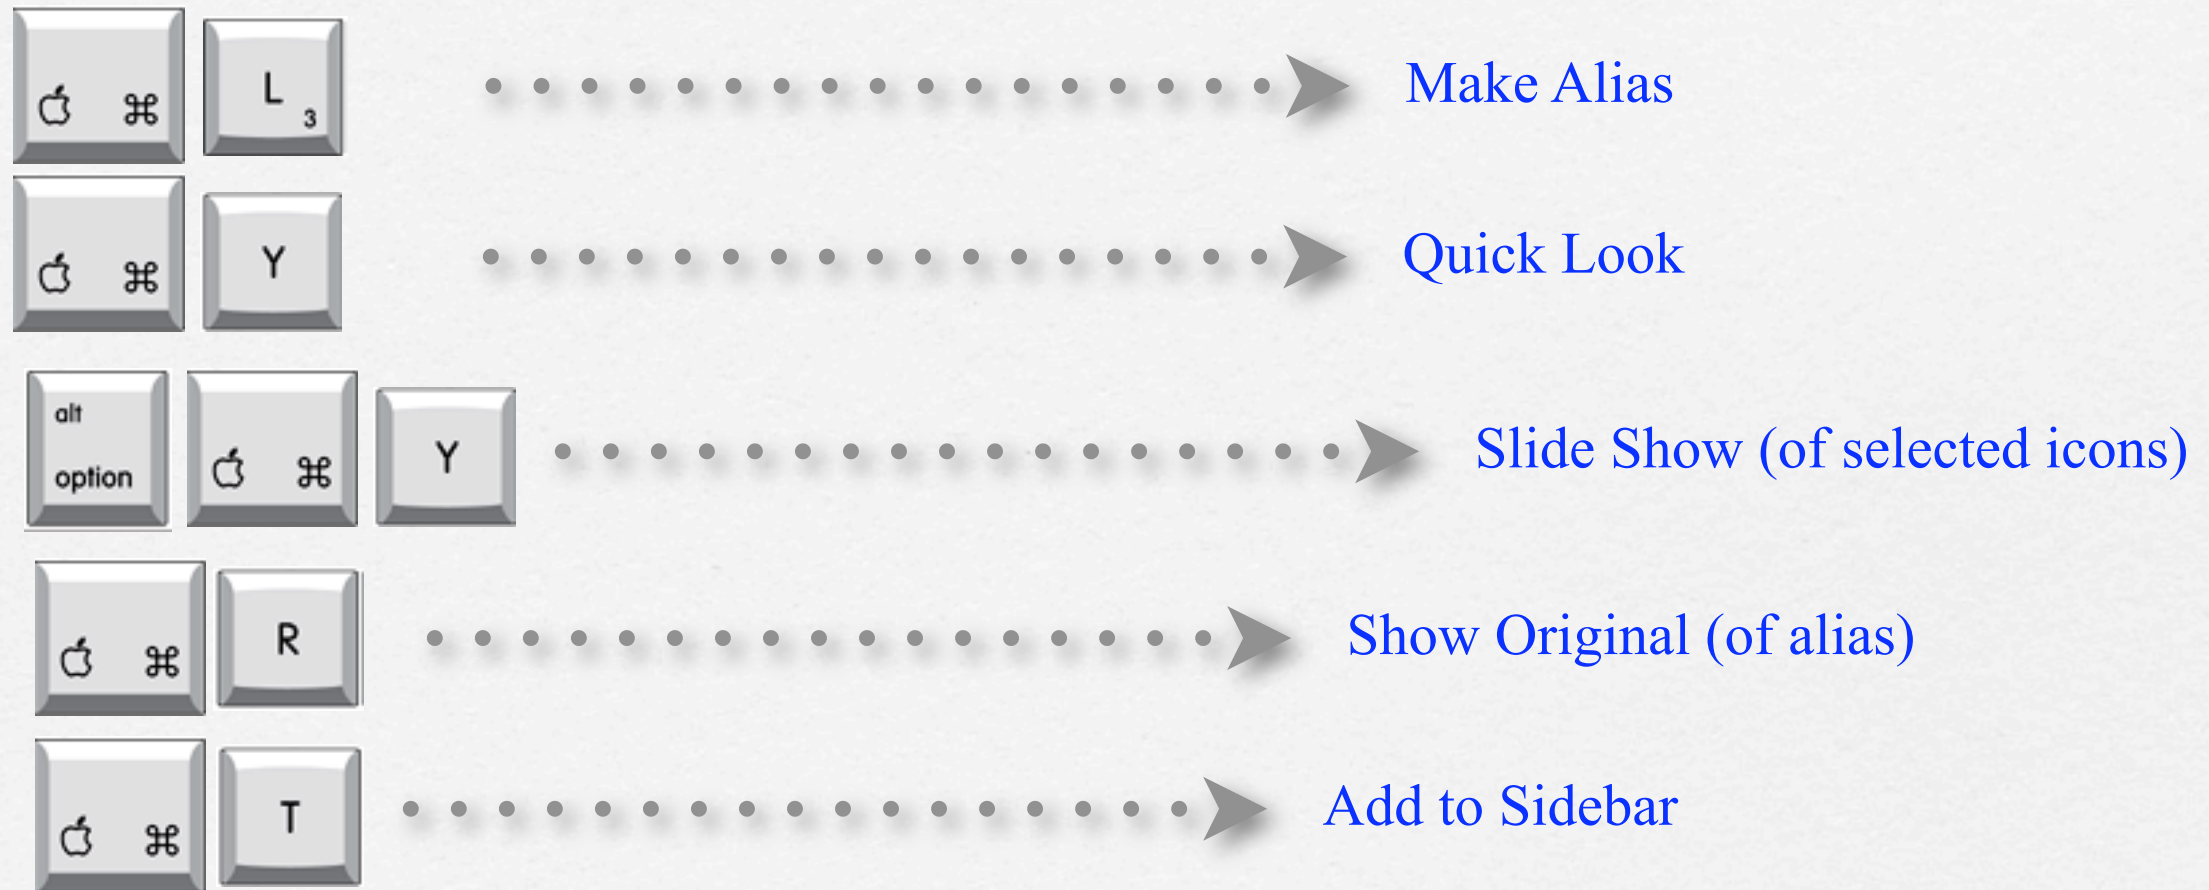 ⌘ L 3 Make Alias
⌘ Y Quick Look
alt
option ⌘ Y Slide Show (of selected icons)
⌘ R Show Original (of alias)
⌘ T Add to Sidebar